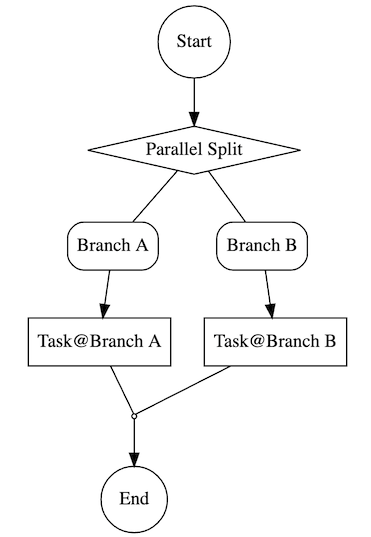 Start
Parallel Split
Branch A
Branch B
Task@Branch A
Task@Branch B
End